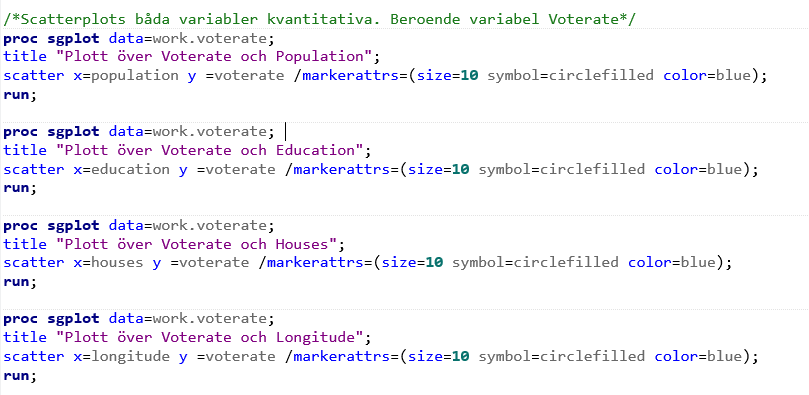 /*Scatterplots båda variabler kvantitativa. Beroende variabel Voterate*/
proc sgplot data=work.voterate;
title "Plott över Voterate och Population";
scatter x=population y =voterate /markerattrs=(size=10 symbol=circlefilled color=blue);
run;
proc sgplot data=work.voterate;
title "Plott över Voterate och Education";
scatter x=education y =voterate /markerattrs=(size=10 symbol=circlefilled color=blue);
run;
proc sgplot data=work.voterate;
title "Plott över Voterate och Houses";
scatter x=houses y =voterate /markerattrs=(size=10 symbol=circlefilled color=blue);
run;
proc sgplot data=work.voterate;
title "Plott över Voterate och Longitude";
scatter x=longitude y =voterate /markerattrs=(size=10 symbol=circlefilled color=blue);
run;